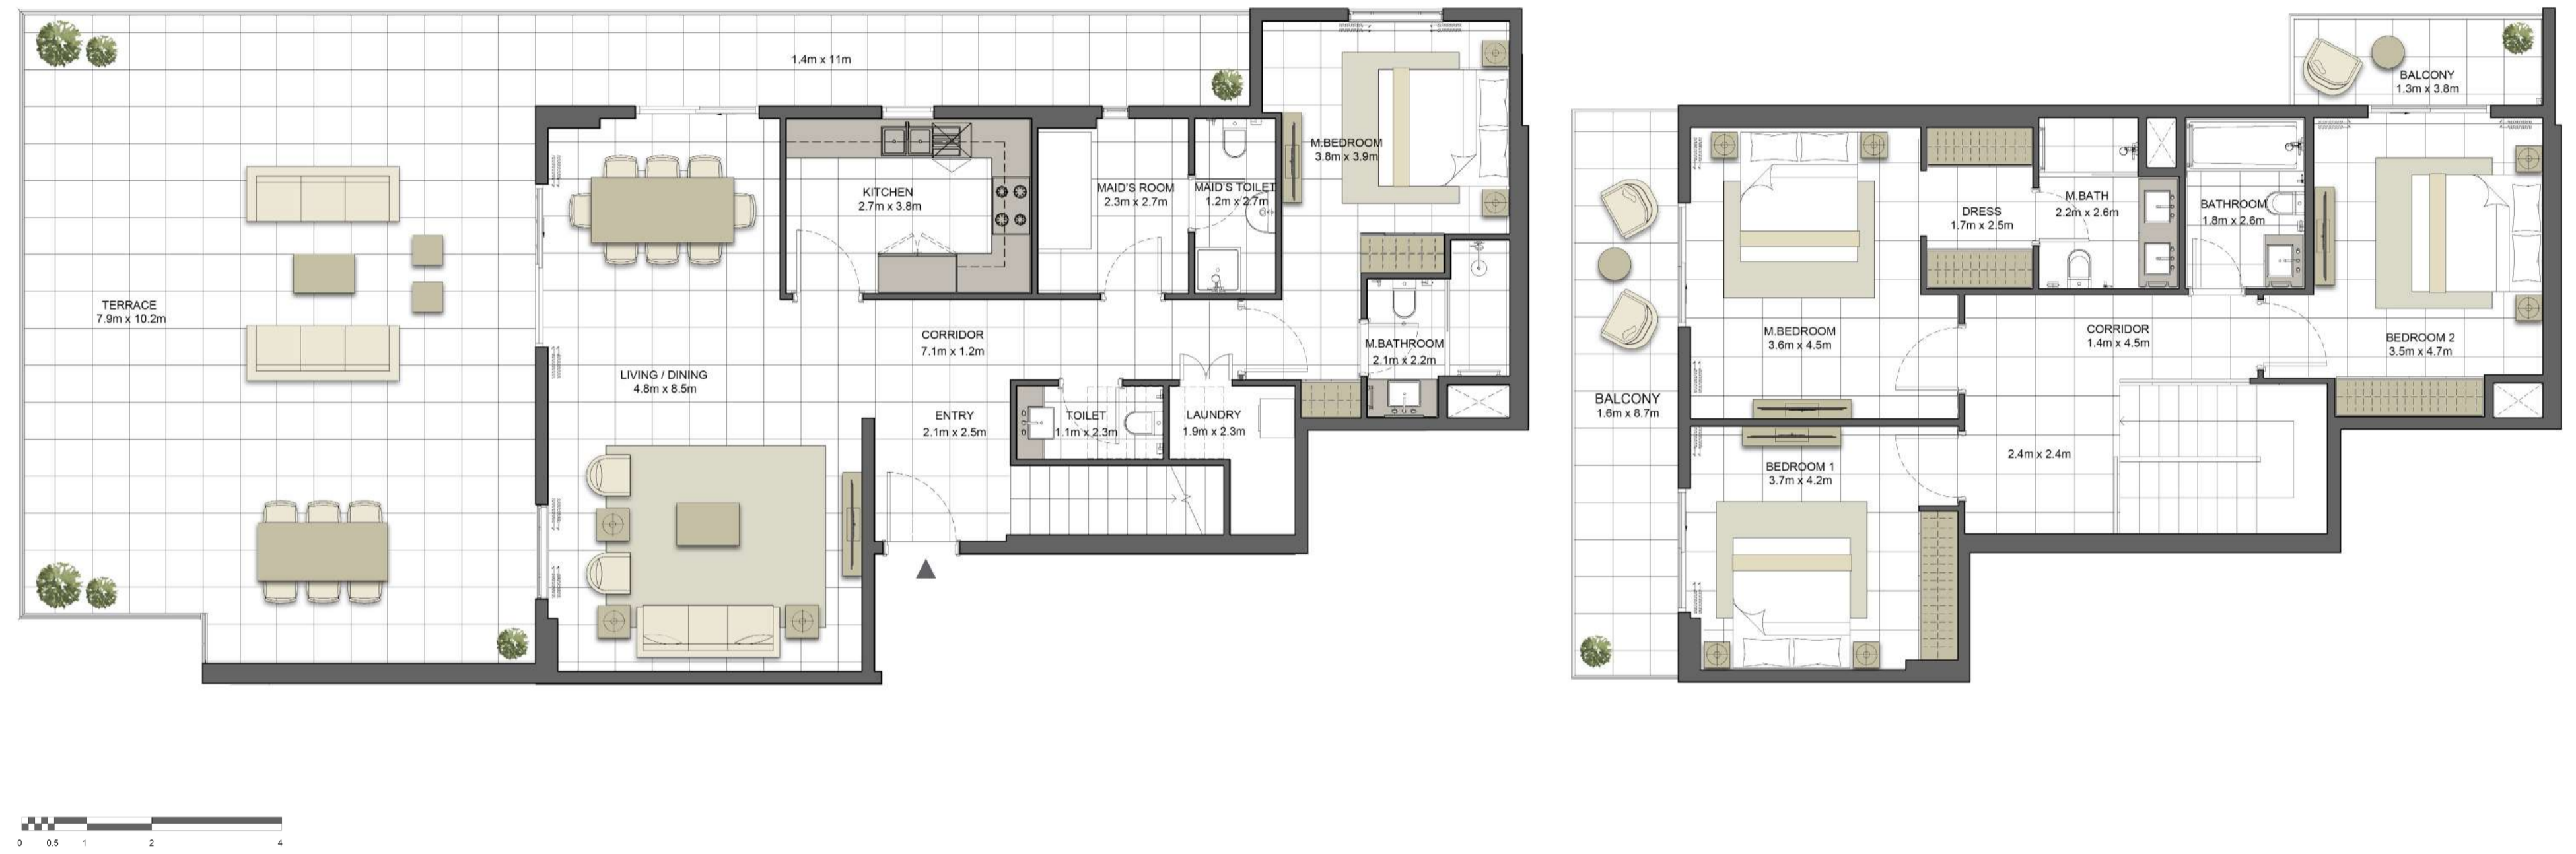 1.4m x 11m
M.BEDROOM
3.8m x 3.9m
KITCHEN
2.7m x 3.8m
MAID'S ROOM
2.3m x 2.7m
MAID'S TOILET
1.2m x 2.7m
TERRACE
7.9m x 10.2m
CORRIDOR
7.1m x 1.2m
M.BATHROOM
2.1m x 2.2m
LIVING / DINING
4.8m x 8.5m
ENTRY
2.1m x 2.5m
TOILET
1.1m x 2.3m
LAUNDRY
1.9m x 2.3m
BALCONY
1.3m x 3.8m
M.BATH
2.2m x 2.6m
BATHROOM
1.8m x 2.6m
DRESS
1.7m x 2.5m
M.BEDROOM
3.6m x 4.5m
CORRIDOR
1.4m x 4.5m
BEDROOM 2
3.5m x 4.7m
BALCONY
1.6m x 8.7m
2.4m x 2.4m
BEDROOM 1
3.7m x 4.2m
0 0.5 1 2 4